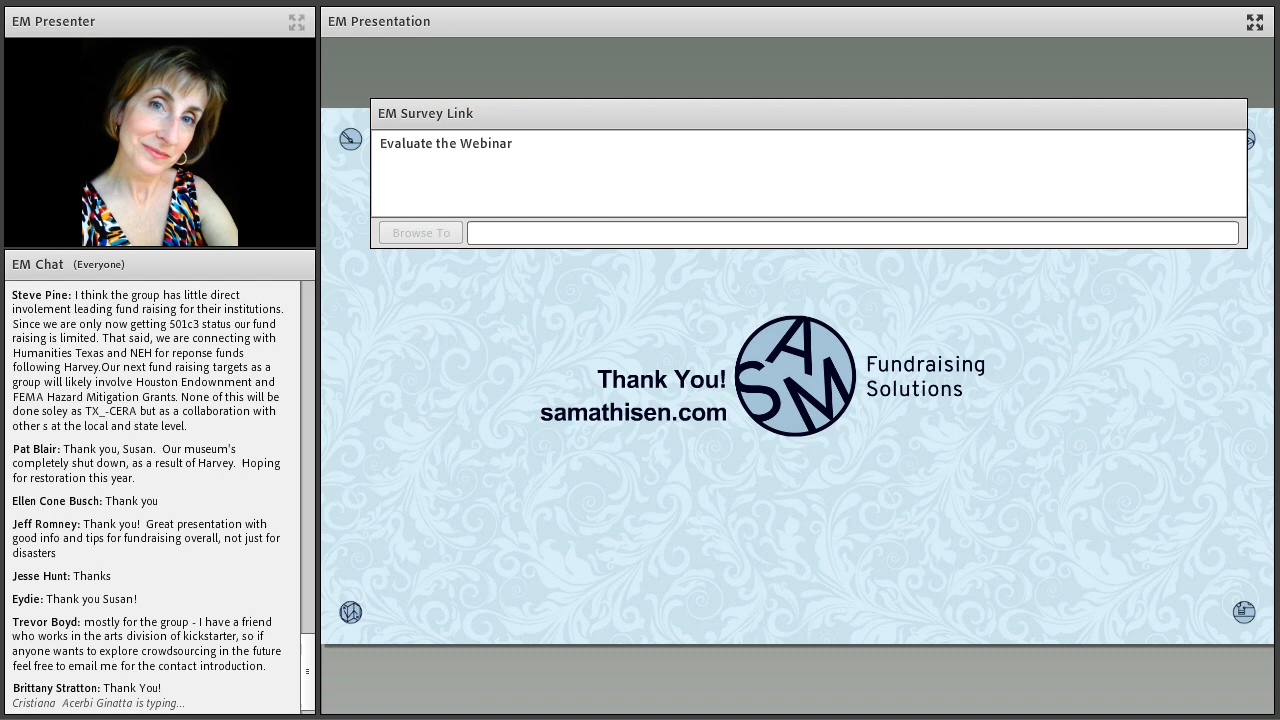 EM Presenter
EM Chat (Everyone)
Steve Pine: I think the group has little direct
involement leading fund raising for their institutions.
Since we are only now getting 501c3 status our fund
raising is limited. That said, we are connecting with
Humanities Texas and NEH for reponse funds
following Harvey.Our next fund raising targets as a
group will likely involve Houston Endownment and
FEMA Hazard Mitigation Grants. None of this will be
done soley as TX_-CERA but as a collaboration with
other s at the local and state level.
Pat Blair: Thank you, Susan.  Our museum's
completely shut down, as a result of Harvey.  Hoping
for restoration this year.
Ellen Cone Busch: Thank you
Jeff Romney: Thank you!  Great presentation with
good info and tips for fundraising overall, not just for
disasters
Jesse Hunt: Thanks
Eydie: Thank you Susan!
Trevor Boyd: mostly for the group - I have a friend
who works in the arts division of kickstarter, so if
anyone wants to explore crowdsourcing in the future
feel free to email me for the contact introduction.
Brittany Stratton: Thank You!
Cristiana  Acerbi Ginatta is typing...
EM Presentation
EM Survey Link
Evaluate the Webinar
Browse To
Thank You!
samathisen.com
SAM
Fundraising
Solutions